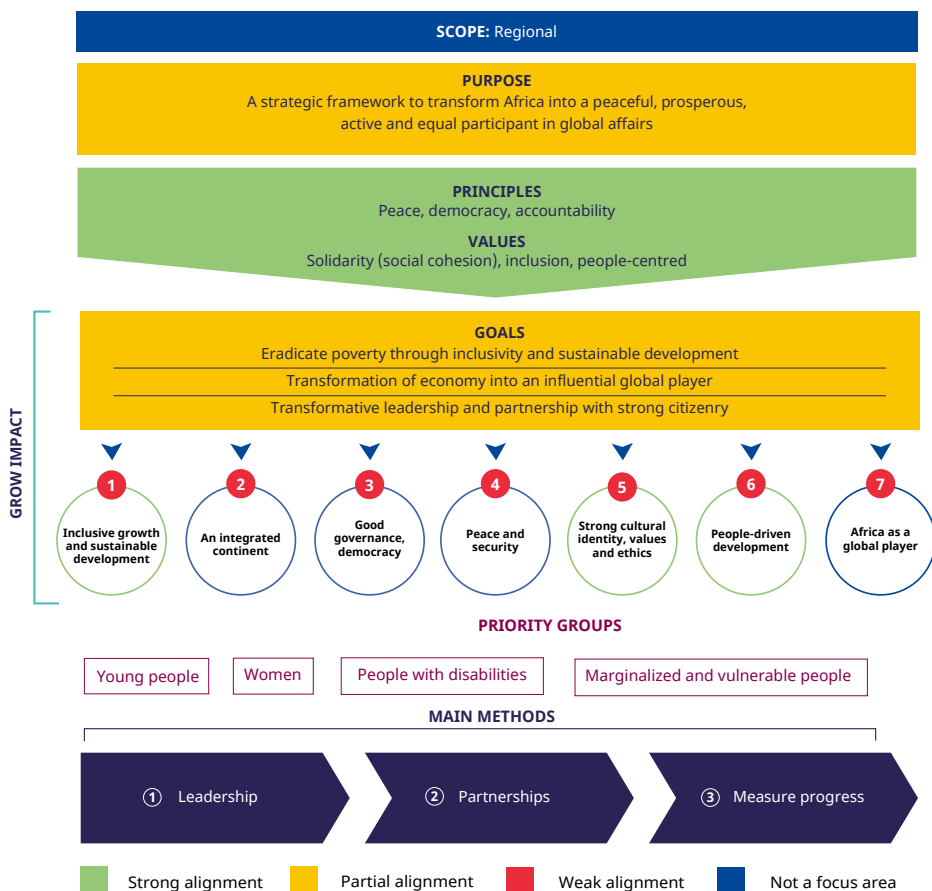 SCOPE: Regional
PURPOSE
A strategic framework to transform Africa into a peaceful, prosperous,
active and equal participant in global affairs
PRINCIPLES
Peace, democracy, accountability
VALUES
Solidarity (social cohesion), inclusion, people-centred
GROW IMPACT
GOALS
Eradicate poverty through inclusivity and sustainable development
Transformation of economy into an influential global player
Transformative leadership and partnership with strong citizenry
1
Inclusive growth
and sustainable
development
2
An integrated
continent
3
Good
governance,
democracy
4
Peace and
security
5
Strong cultural
identity, values
and ethics
6
People-driven
development
7
Africa as a
global player
PRIORITY GROUPS
Young people
Women
People with disabilities
Marginalized and vulnerable people
MAIN METHODS
1 Leadership
2 Partnerships
3 Measure progress
Strong alignment
Partial alignment
Weak alignment
Not a focus area